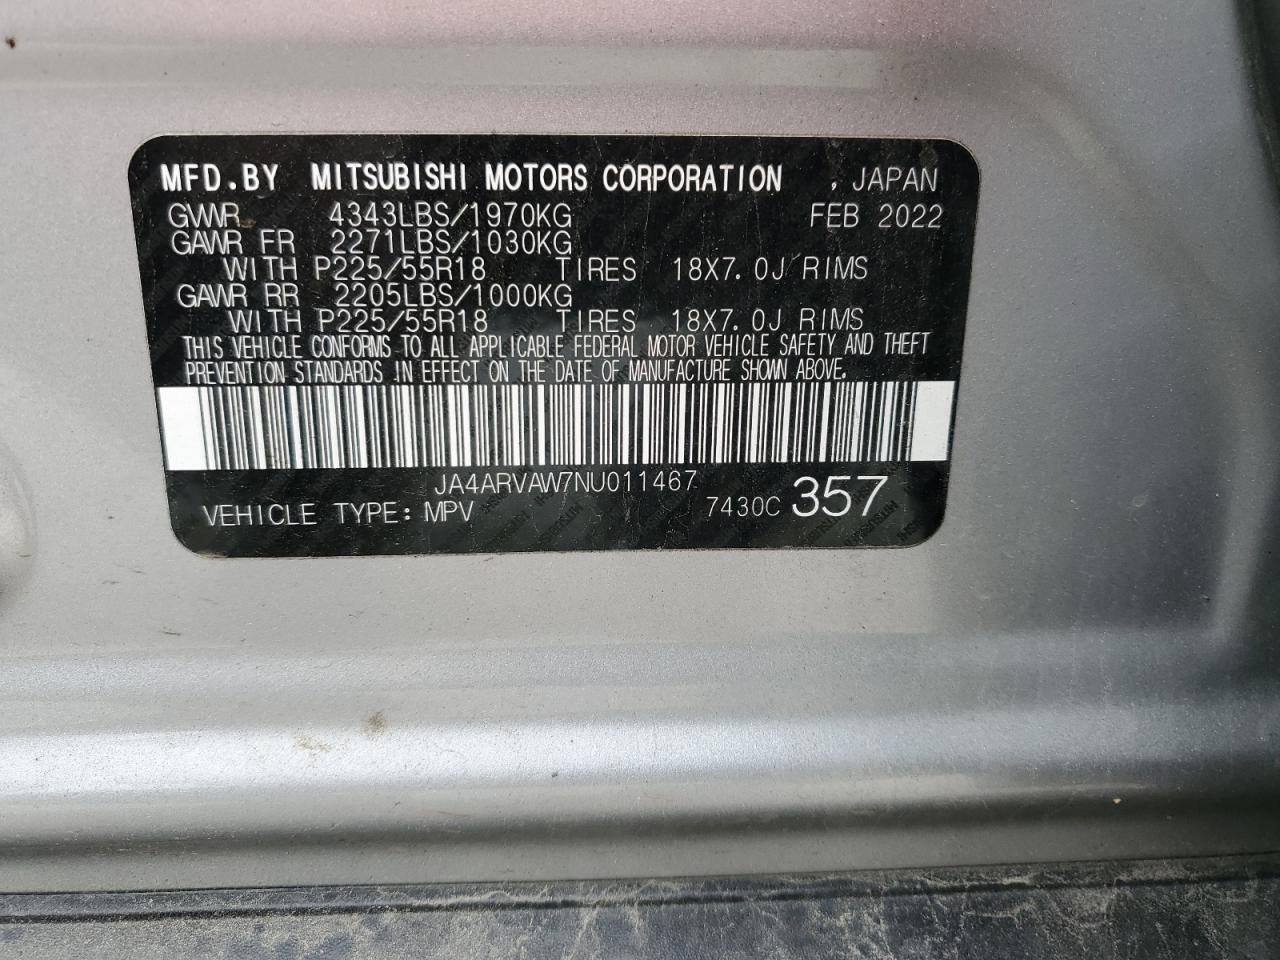 MFD.BY MITSUBISHI MOTORS CORPORATION , JAPAN
GVWR 4343LBS/1970KG FEB 2022
GAWR FR 2271LBS/1030KG
WITH P225/55R18 TIRES 18X7.0J RIMS
GAWR RR 2205LBS/1000KG
WITH P225/55R18 TIRES 18X7.0J RIMS
THIS VEHICLE CONFORMS TO ALL APPLICABLE FEDERAL MOTOR VEHICLE SAFETY AND THEFT
PREVENTION STANDARDS IN EFFECT ON THE DATE OF MANUFACTURE SHOWN ABOVE.
JA4ARVAW7NU011467
VEHICLE TYPE: MPV 7430C 357